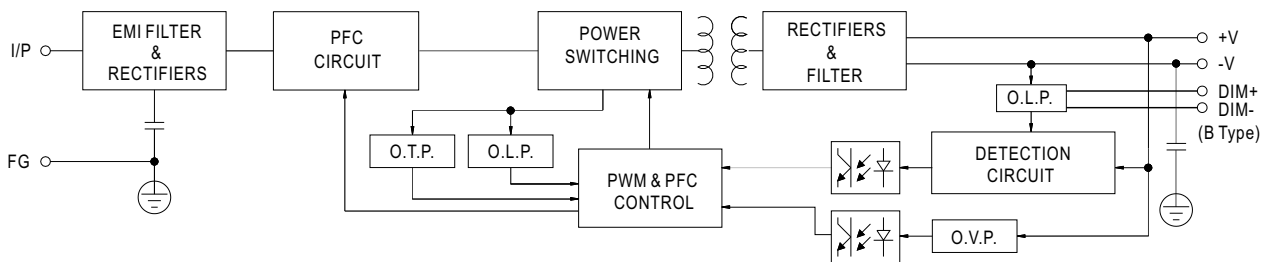 I/P
EMI FILTER
&
RECTIFIERS
PFC
CIRCUIT
POWER
SWITCHING
RECTIFIERS
&
FILTER
+V
-V
DIM+
DIM-
(B Type)
O.L.P.
FG
O.T.P.
O.L.P.
PWM & PFC
CONTROL
DETECTION
CIRCUIT
O.V.P.